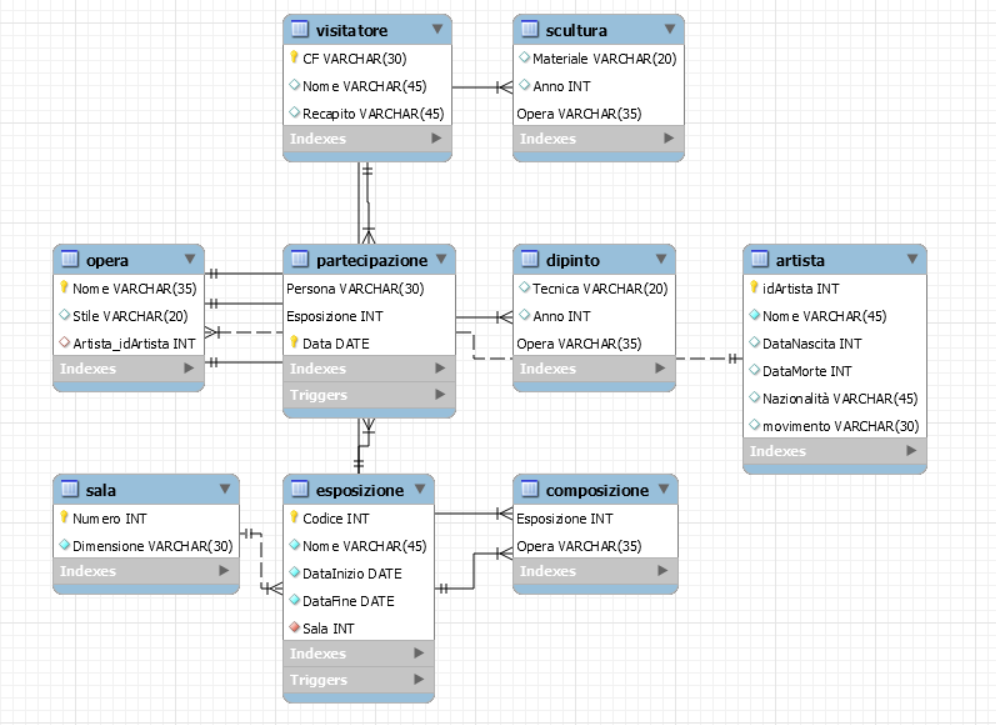 visitatore
CF VARCHAR(30)
Nome VARCHAR(45)
Recapito VARCHAR(45)
Indexes
scultura
Materiale VARCHAR(20)
Anno INT
Opera VARCHAR(35)
Indexes
opera
Nome VARCHAR(35)
Stile VARCHAR(20)
Artista_idArtista INT
Indexes
partecipazione
Persona VARCHAR(30)
Esposizione INT
Data DATE
Indexes
Triggers
dipinto
Tecnica VARCHAR(20)
Anno INT
Opera VARCHAR(35)
Indexes
artista
idArtista INT
Nome VARCHAR(45)
DataNascita INT
DataMorte INT
Nazionalità VARCHAR(45)
movimento VARCHAR(30)
Indexes
sala
Numero INT
Dimensione VARCHAR(30)
Indexes
esposizione
Codice INT
Nome VARCHAR(45)
DataInizio DATE
DataFine DATE
Sala INT
Indexes
Triggers
composizione
Esposizione INT
Opera VARCHAR(35)
Indexes